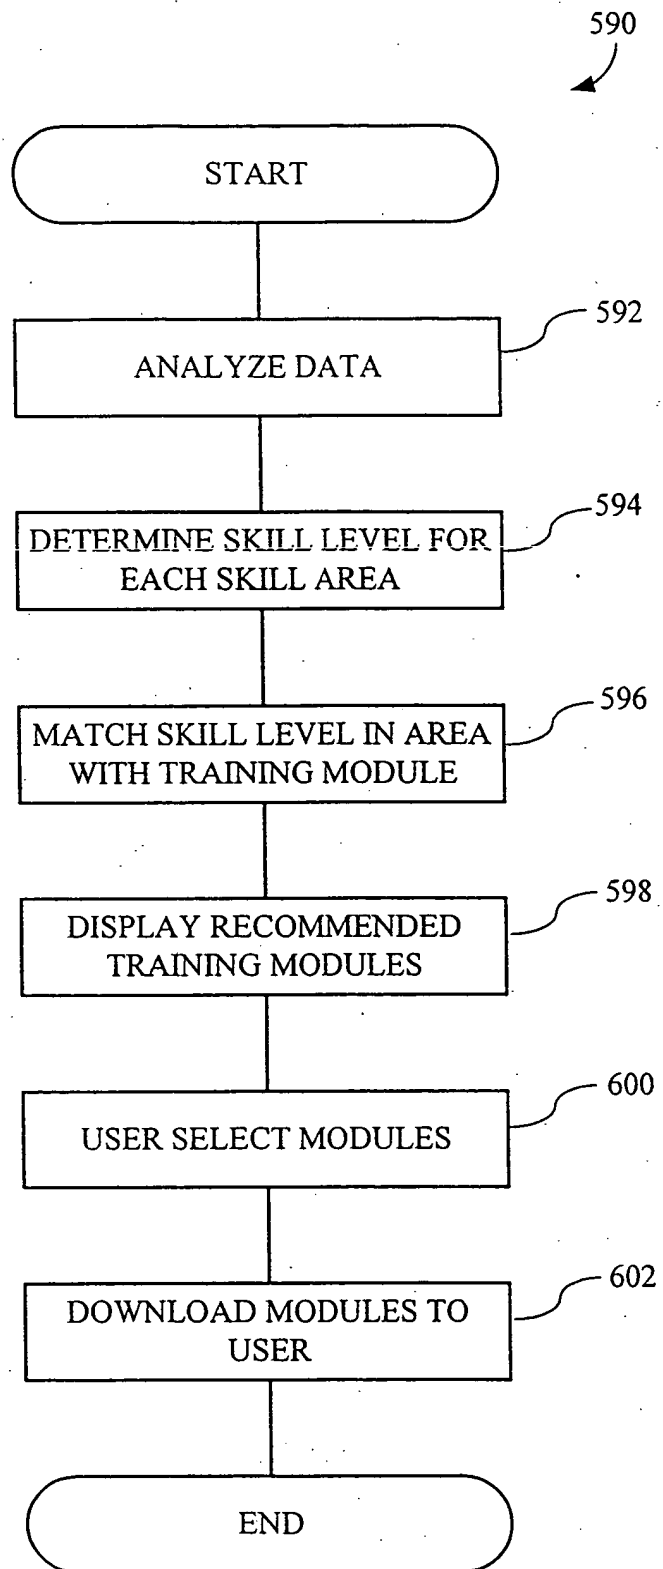 590
START
592
ANALYZE DATA
594
DETERMINE SKILL LEVEL FOR
EACH SKILL AREA
596
MATCH SKILL LEVEL IN AREA
WITH TRAINING MODULE
598
DISPLAY RECOMMENDED
TRAINING MODULES
600
USER SELECT MODULES
602
DOWNLOAD MODULES TO
USER
END